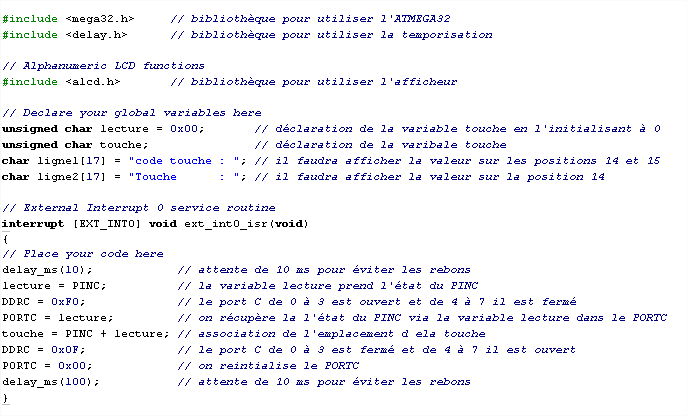 #include <mega32.h>     // bibliothèque pour utiliser l'ATMEGA32
#include <delay.h>      // bibliothèque pour utiliser la temporisation
// Alphanumeric LCD functions
#include <alcd.h>       // bibliothèque pour utiliser l'afficheur
// Declare your global variables here
unsigned char lecture = 0x00;       // déclaration de la variable touche en l'initialisant à 0
unsigned char touche;               // déclaration de la varibale touche
char ligne1[17] = "code touche : "; // il faudra afficher la valeur sur les positions 14 et 15
char ligne2[17] = "Touche      : "; // il faudra afficher la valeur sur la position 14
// External Interrupt 0 service routine
interrupt [EXT_INT0] void ext_int0_isr(void)
{
// Place your code here
delay_ms(10);            // attente de 10 ms pour éviter les rebons
lecture = PINC;          // la variable lecture prend l'état du PINC
DDRC = 0xF0;             // le port C de 0 à 3 est ouvert et de 4 à 7 il est fermé
PORTC = lecture;         // on récupère la l'état du PINC via la variable lecture dans le PORTC
touche = PINC + lecture; // association de l'emplacement d ela touche
DDRC = 0x0F;             // le port C de 0 à 3 est fermé et de 4 à 7 il est ouvert
PORTC = 0x00;            // on reintialise le PORTC
delay_ms(100);           // attente de 10 ms pour éviter les rebons
}